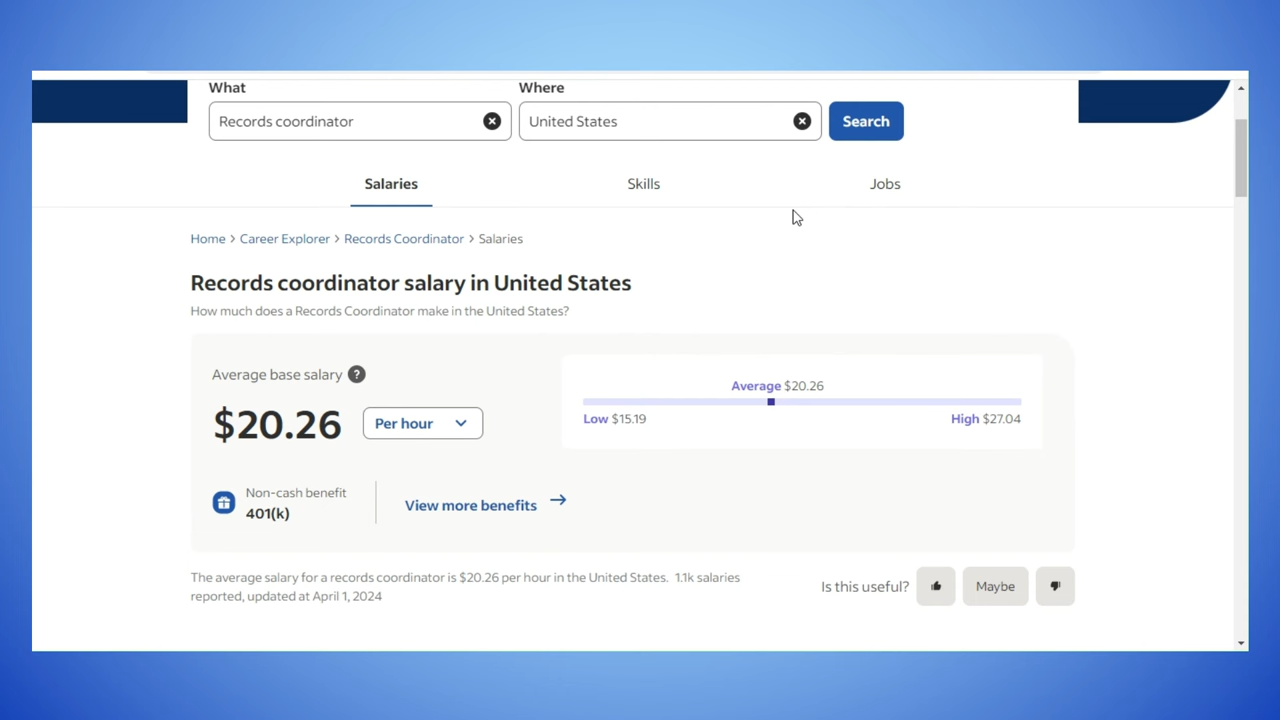 What
Where
Records coordinator
United States
Search
Salaries
Skills
Jobs
Home > Career Explorer > Records Coordinator > Salaries
Records coordinator salary in United States
How much does a Records Coordinator make in the United States?
Average base salary ?
$20.26
Per hour
Average $20.26
Low $15.19
High $27.04
Non-cash benefit
401(k)
View more benefits →
The average salary for a records coordinator is $20.26 per hour in the United States. 1.1k salaries
reported, updated at April 1, 2024
Is this useful?
Maybe